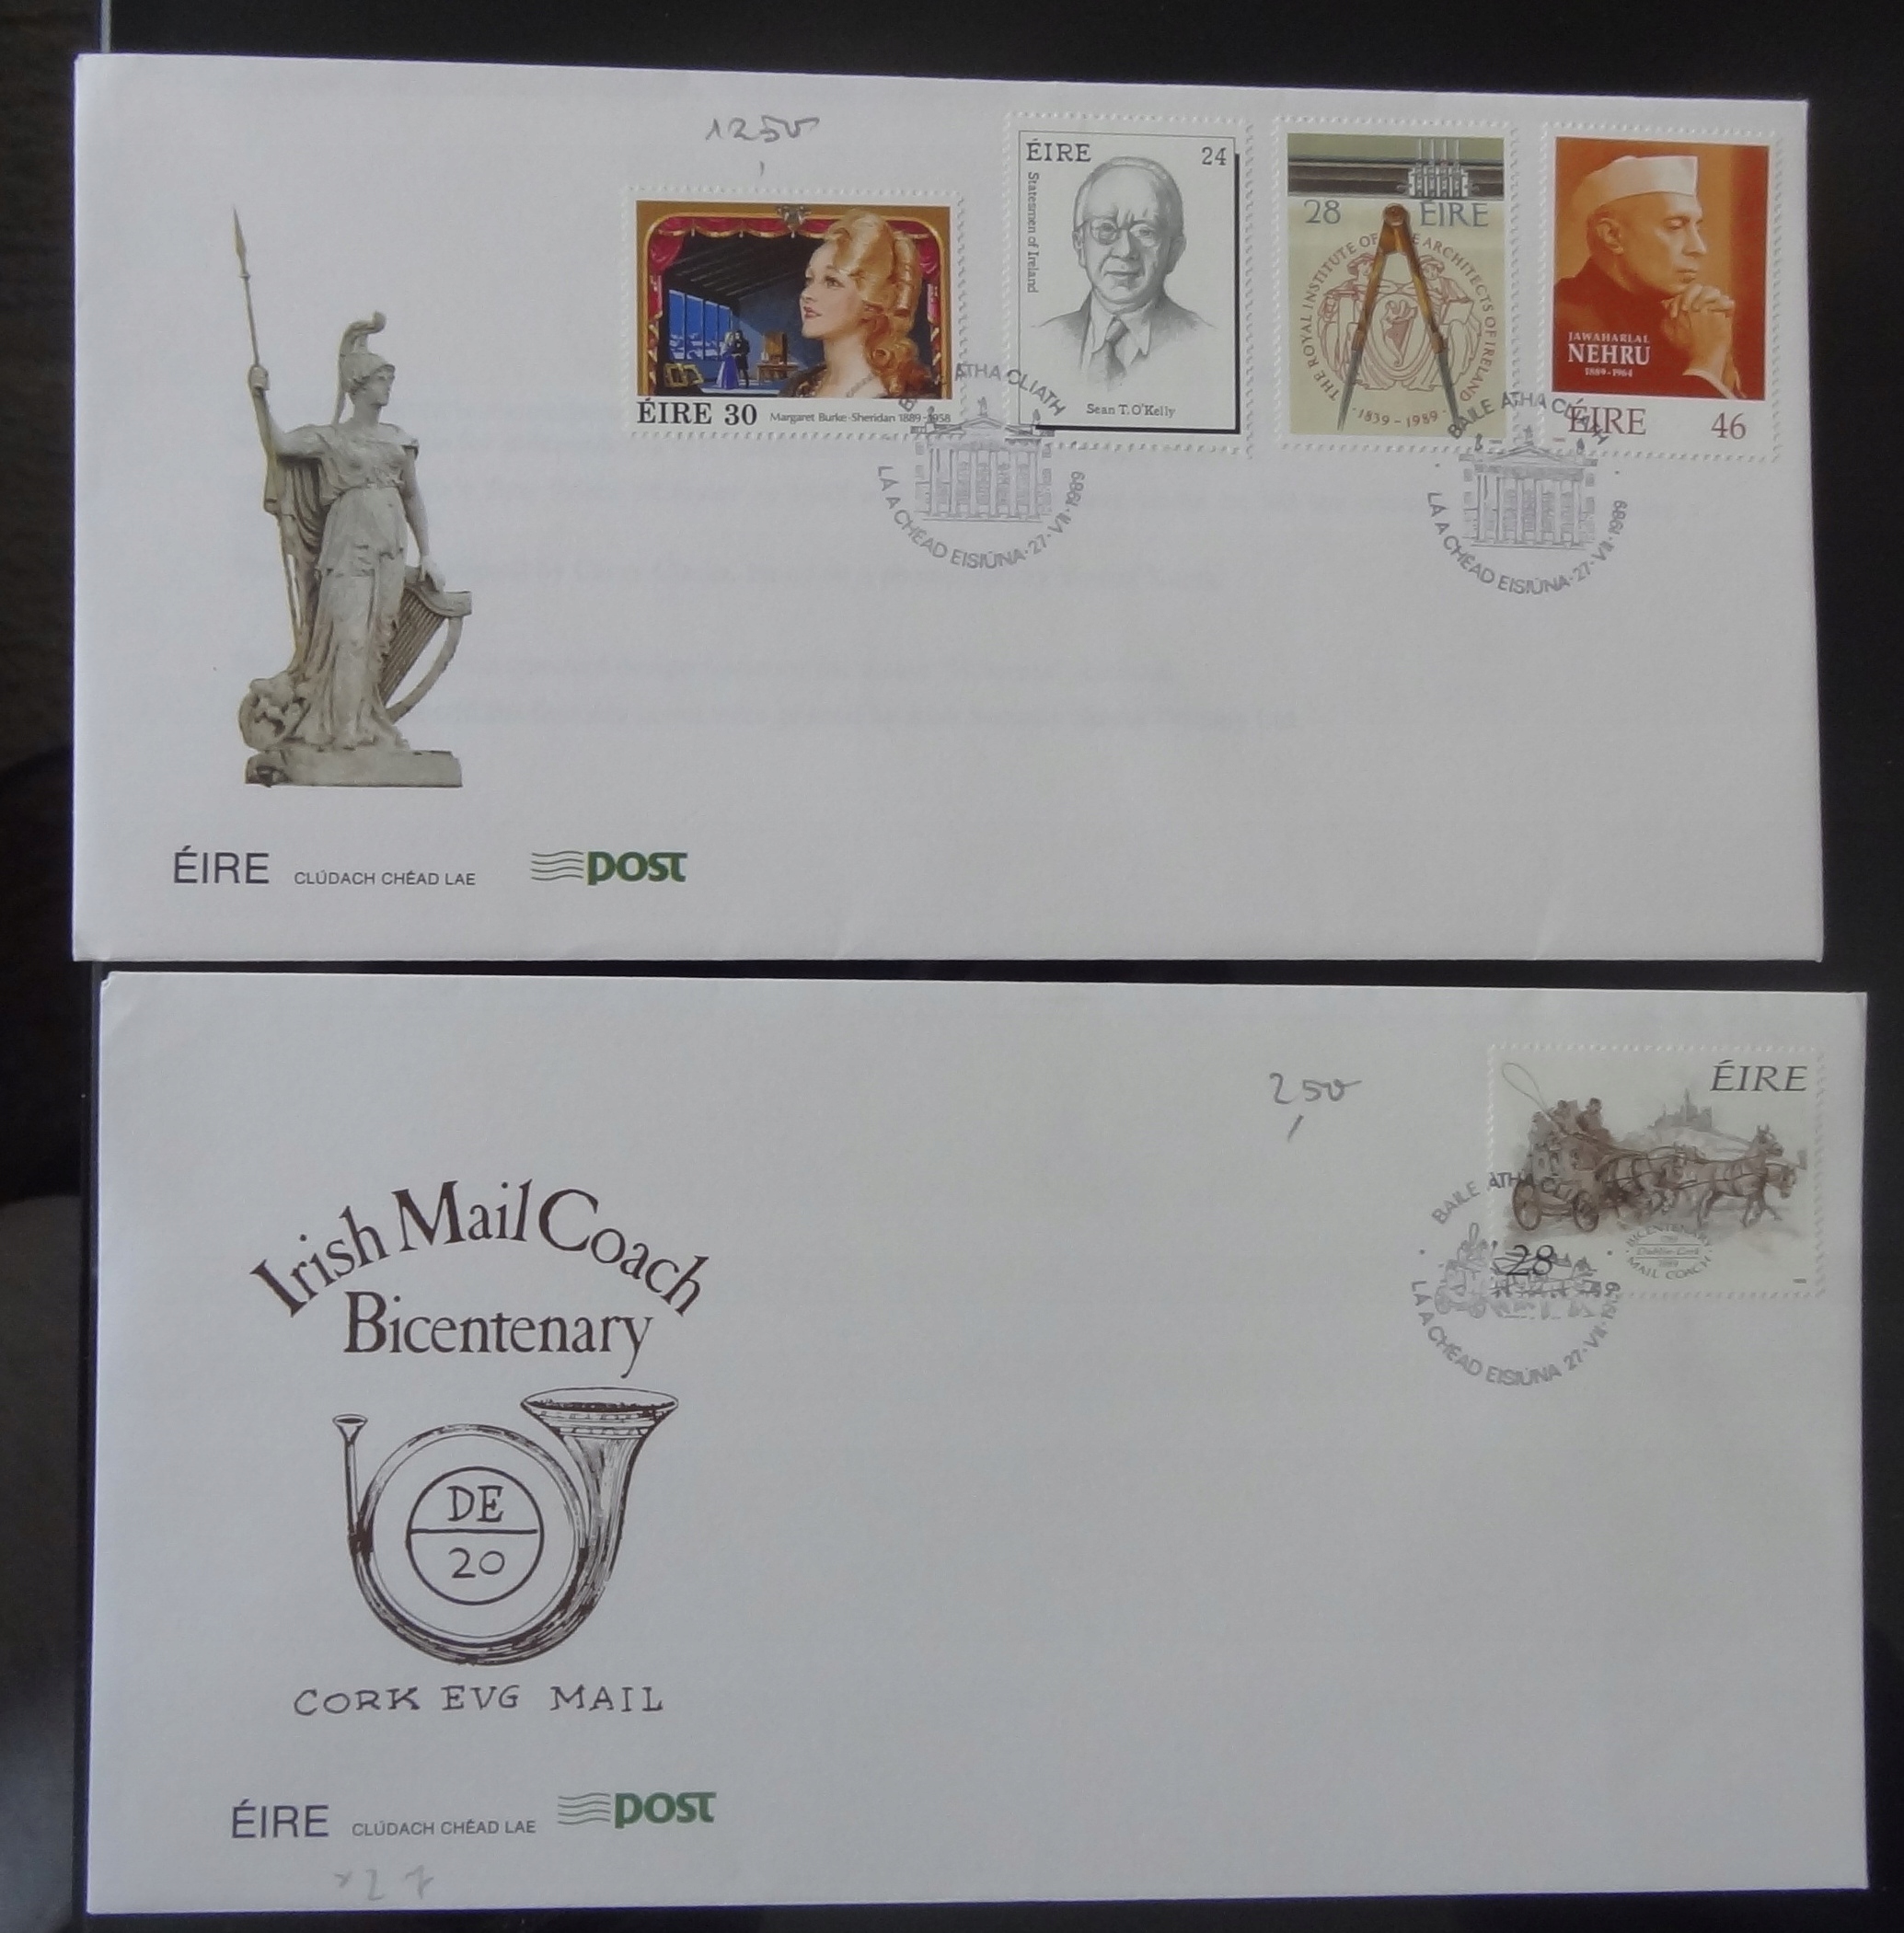 1250
ÉIRE 30
Margaret Burke-Sheridan 1889-1958
ÉIRE 24
Statesmen of Ireland
Sean T. O'Kelly
28 ÉIRE
THE ROYAL INSTITUTE OF THE ARCHITECTS OF IRELAND
1839-1989
JAWAHARLAL
NEHRU
1889-1964
ÉIRE 46
BAILE ÁTHA CLIATH
LÁ A CHÉAD EISIÚNA · 27 · VII · 1989
BAILE ÁTHA CLIATH
LÁ A CHÉAD EISIÚNA · 27 · VII · 1989
ÉIRE CLÚDACH CHÉAD LAE POST
250
ÉIRE
28
BICENTENARY
Dublin-Cork
1989
MAIL COACH
BAILE ÁTHA
LÁ A CHÉAD EISIÚNA 27 · VII · 1989
Irish Mail Coach
Bicentenary
DE
20
CORK EVG MAIL
ÉIRE CLÚDACH CHÉAD LAE POST